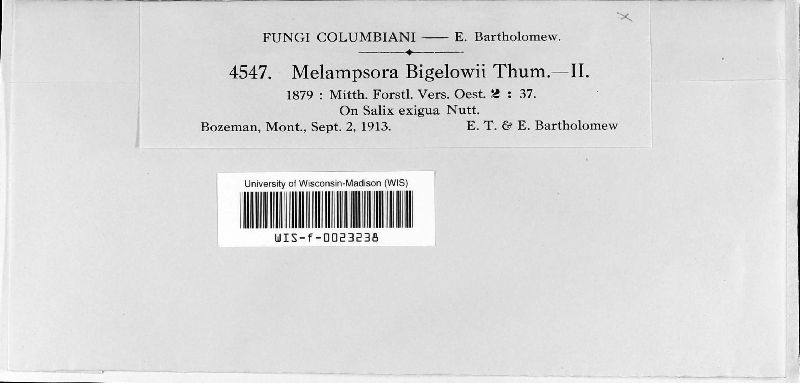 FUNGI COLUMBIANI — E. Bartholomew.
4547. Melampsora Bigelowii Thum.—II.
1879 : Mitth. Forstl. Vers. Oest. 2 : 37.
On Salix exigua Nutt.
Bozeman, Mont., Sept. 2, 1913. E. T. & E. Bartholomew
University of Wisconsin-Madison (WIS)
WIS-f-0023238